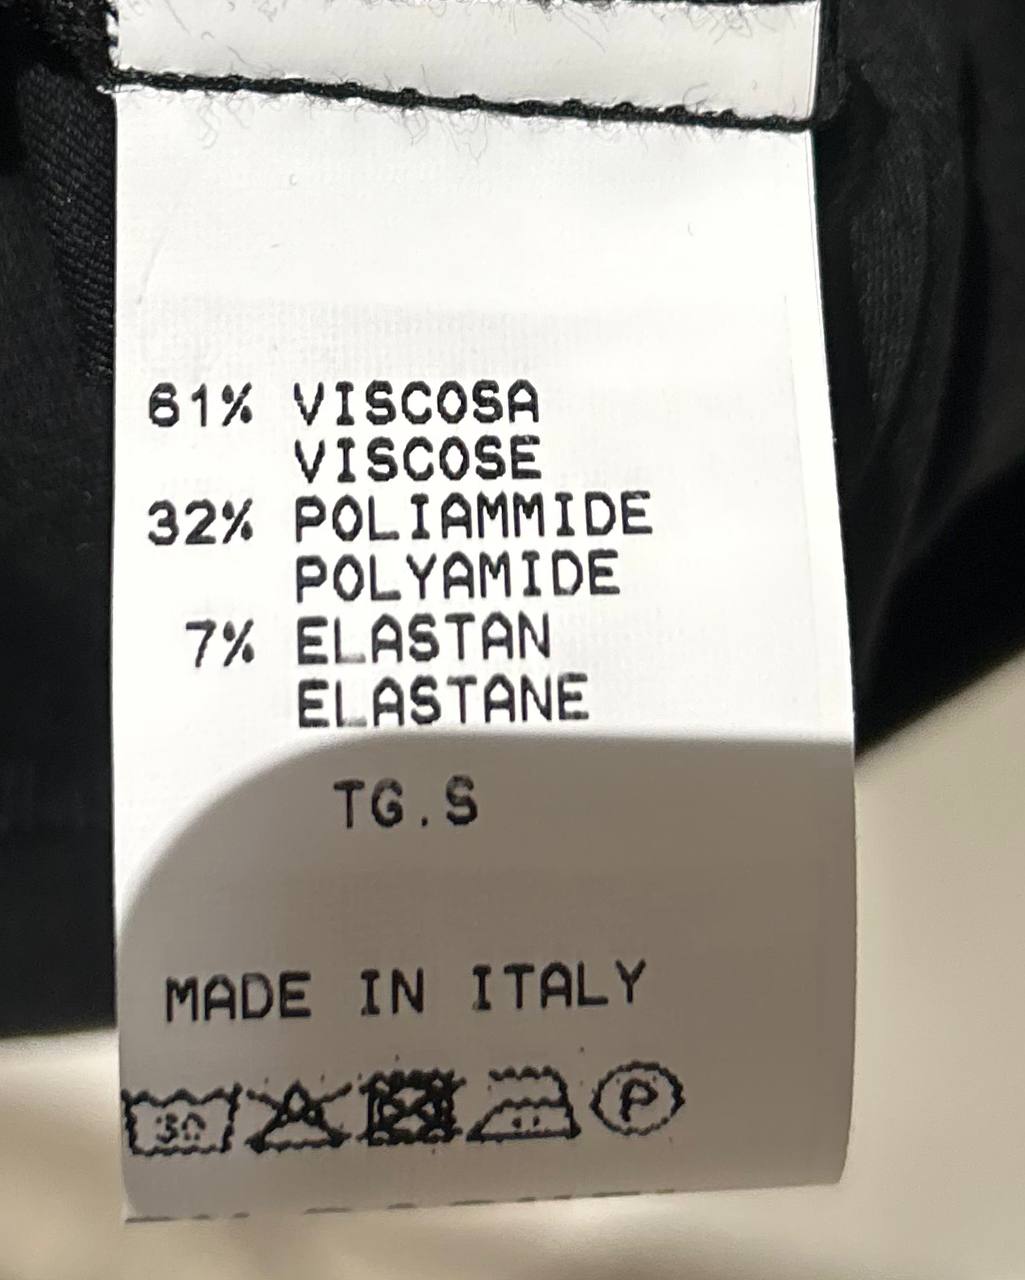 61% VISCOSA
VISCOSE
32% POLIAMMIDE
POLYAMIDE
7% ELASTAN
ELASTANE
TG.S
MADE IN ITALY
30 P